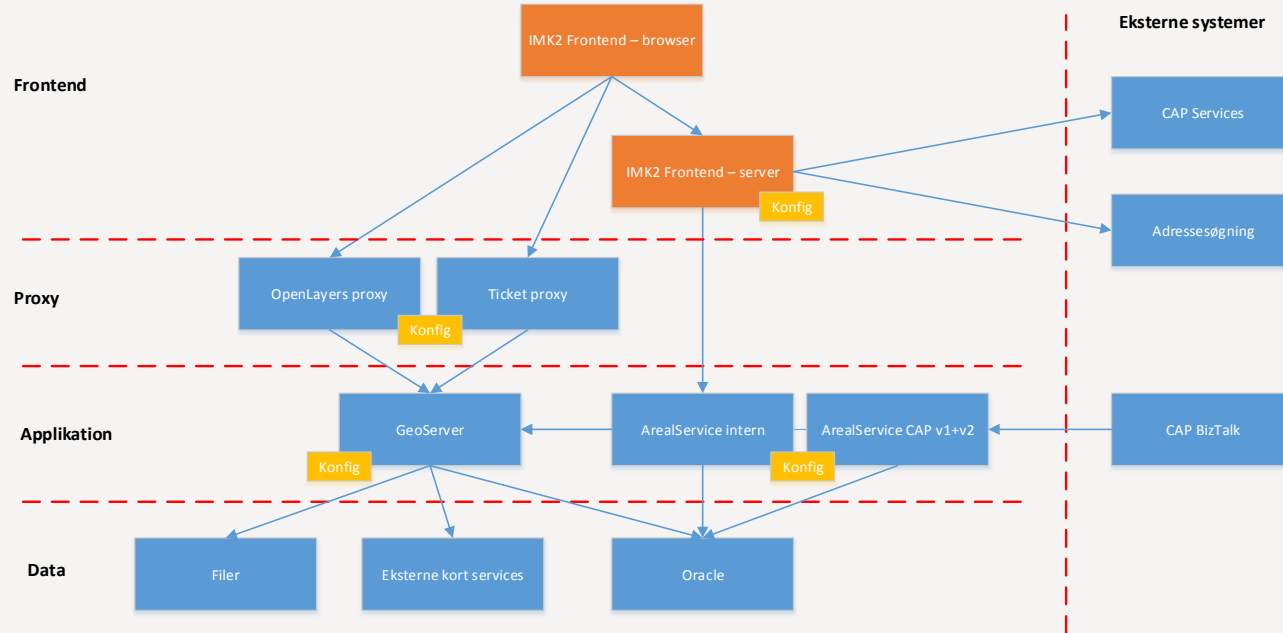 Eksterne systemer
IMK2 Frontend – browser
Frontend
CAP Services
IMK2 Frontend – server
Konfig
Adressesøgning
Proxy
OpenLayers proxy
Ticket proxy
Konfig
Applikation
GeoServer
ArealService intern
ArealService CAP v1+v2
CAP BizTalk
Konfig
Konfig
Data
Filer
Eksterne kort services
Oracle